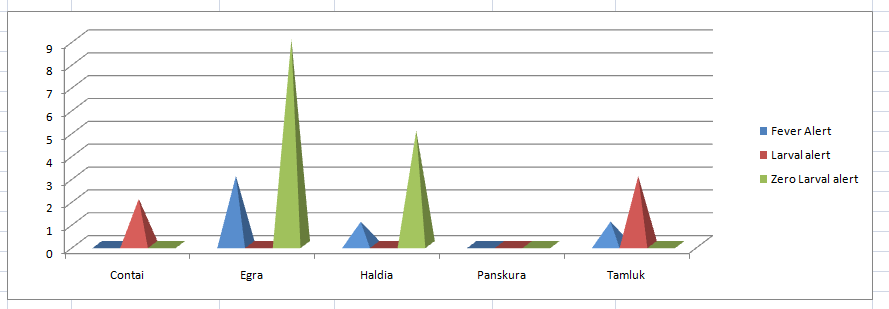 9
8
7
6
5
4
3
2
1
0
Contai Egra Haldia Panskura Tamluk
Fever Alert
Larval alert
Zero Larval alert